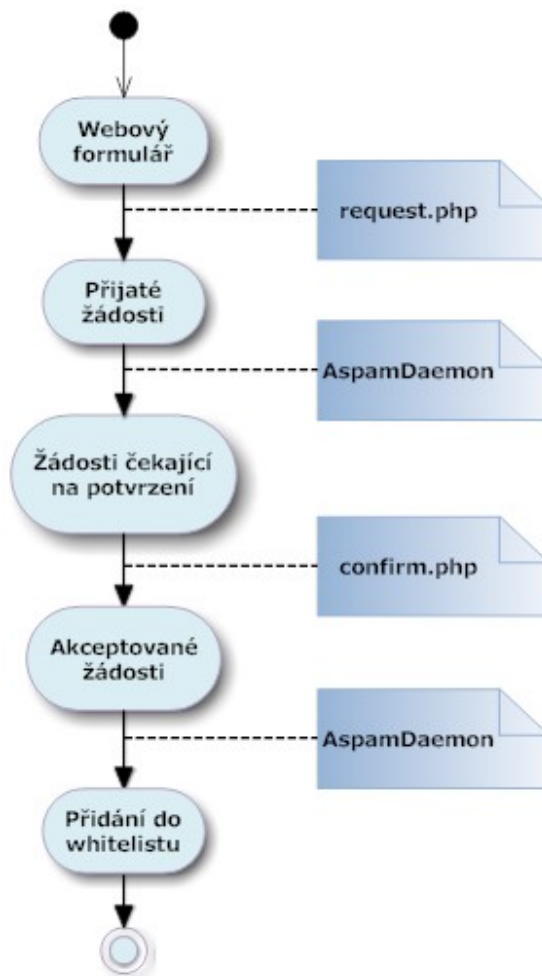 Webový
formulář
request.php
Přijaté
žádosti
AspamDaemon
Žádosti čekající
na potvrzení
confirm.php
Akceptované
žádosti
AspamDaemon
Přidání do
whitelistu